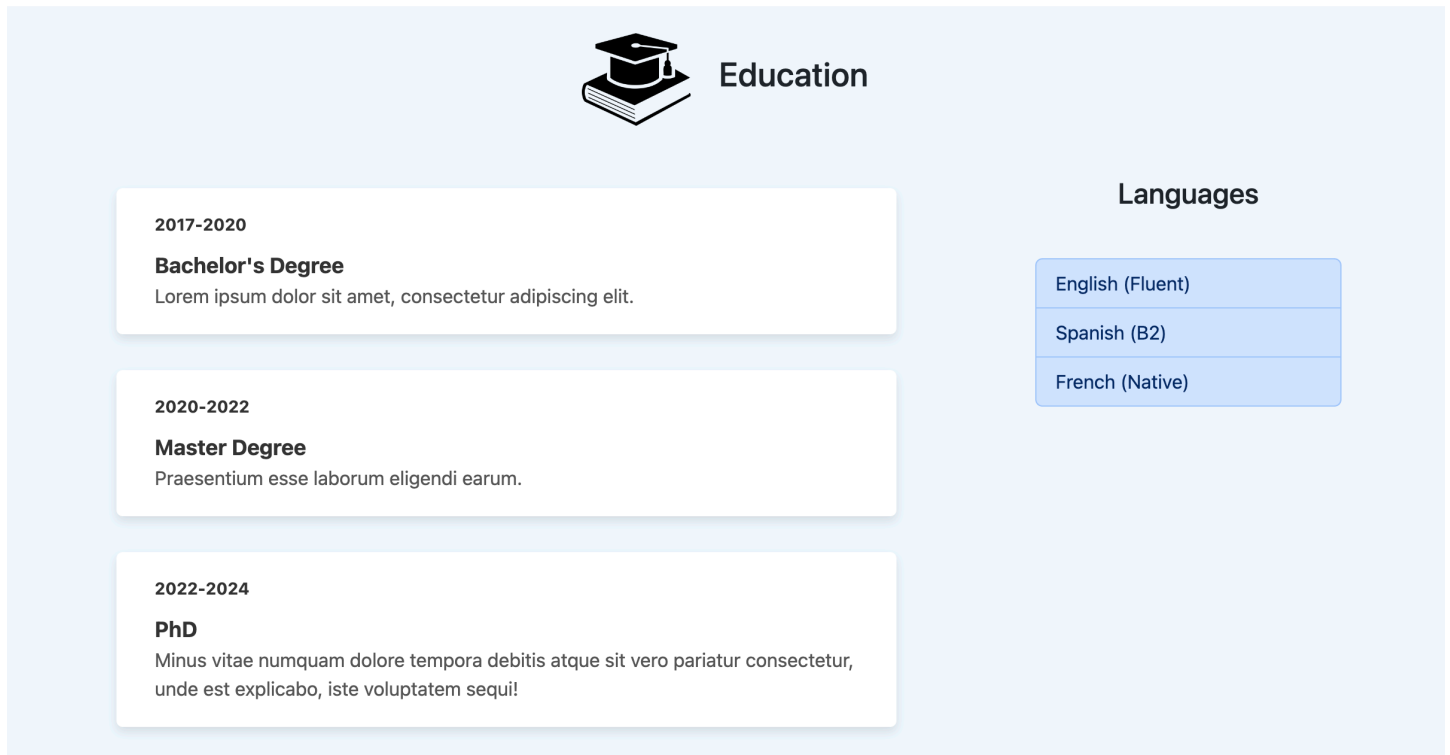 Education
2017-2020
Bachelor's Degree
Lorem ipsum dolor sit amet, consectetur adipiscing elit.
2020-2022
Master Degree
Praesentium esse laborum eligendi earum.
2022-2024
PhD
Minus vitae numquam dolore tempora debitis atque sit vero pariatur consectetur,
unde est explicabo, iste voluptatem sequi!
Languages
English (Fluent)
Spanish (B2)
French (Native)